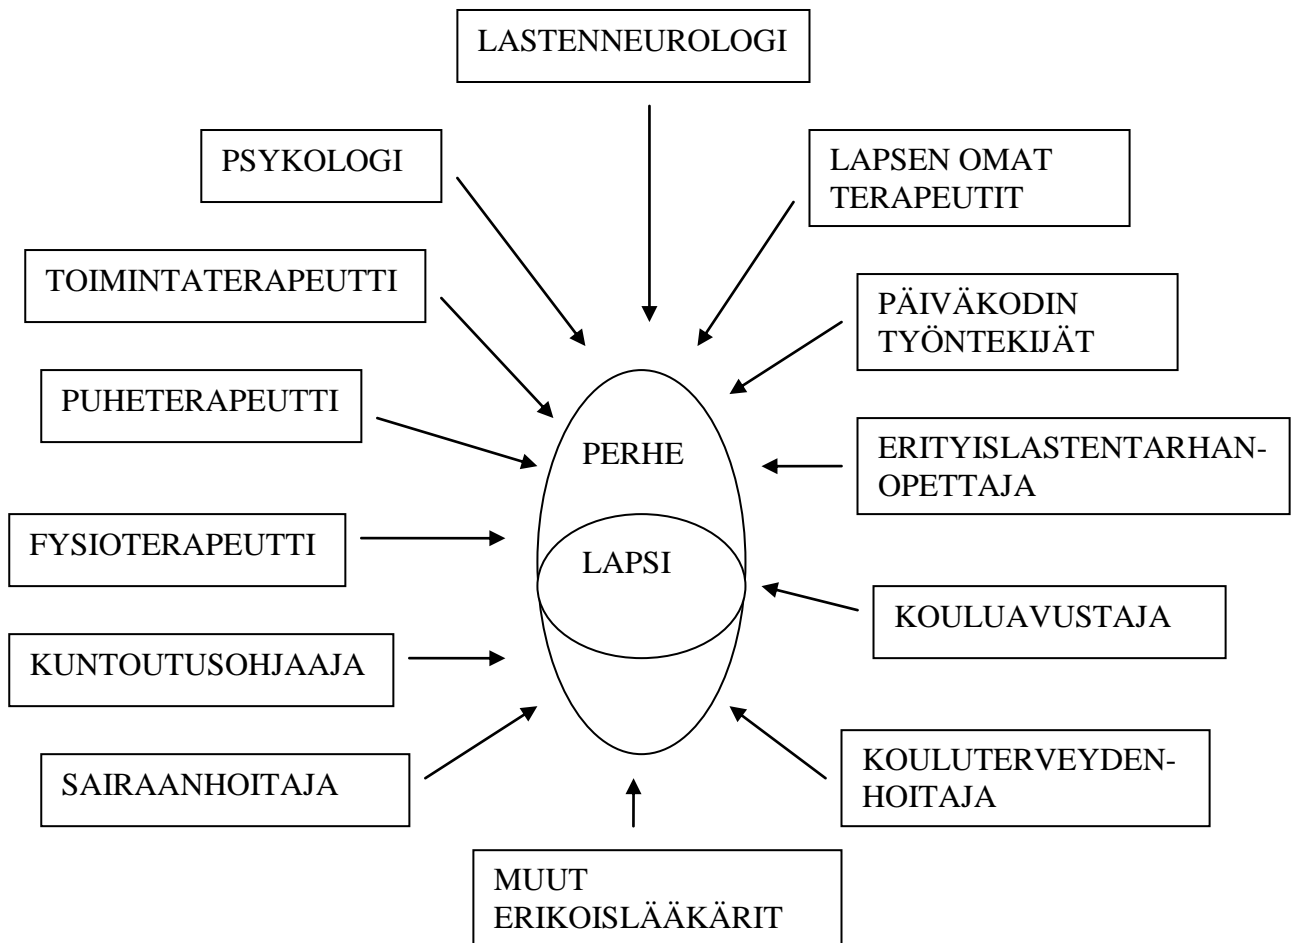 LASTENNEUROLOGI
PSYKOLOGI
LAPSEN OMAT
TERAPEUTIT
TOIMINTATERAPEUTTI
PÄIVÄKODIN
TYÖNTEKIJÄT
PUHETERAPEUTTI
PERHE
ERITYISLASTENTARHAN-
OPETTAJA
FYSIOTERAPEUTTI
LAPSI
KOULUAVUSTAJA
KUNTOUTUSOHJAAJA
SAIRAANHOITAJA
KOULUTERVEYDEN-
HOITAJA
MUUT
ERIKOISLÄÄKÄRIT